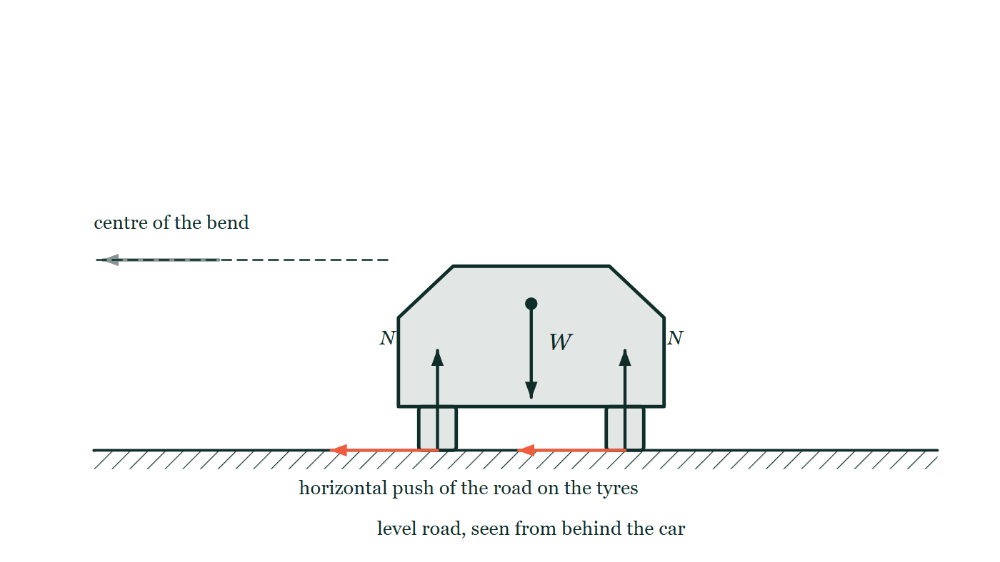 centre of the bend
N
W
N
horizontal push of the road on the tyres
level road, seen from behind the car